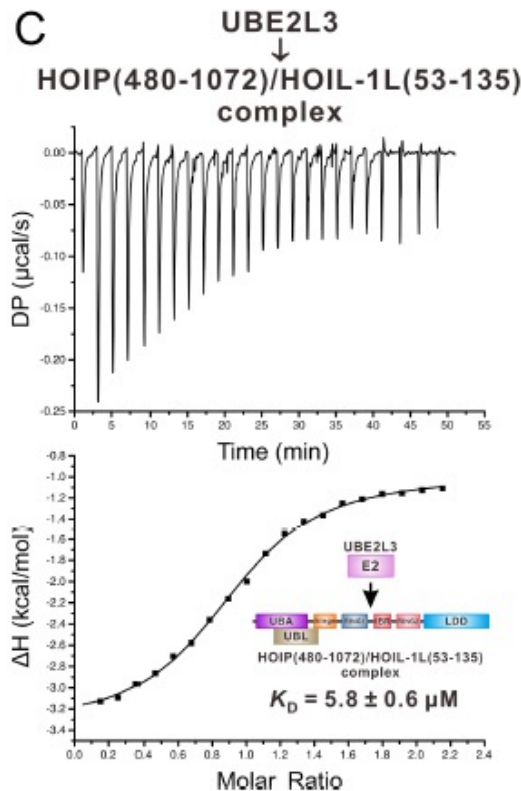 C
UBE2L3
↓
HOIP(480-1072)/HOIL-1L(53-135)
complex
0.00
-0.05
-0.10
-0.15
-0.20
-0.25
DP (μcal/s)
0 5 10 15 20 25 30 35 40 45 50 55
Time (min)
-0.8
-1.0
-1.2
-1.4
-1.6
-1.8
-2.0
-2.2
-2.4
-2.6
-2.8
-3.0
-3.2
-3.4
ΔH (kcal/mol)
UBE2L3
E2
UBA
UBL
LDD
HOIP(480-1072)/HOIL-1L(53-135)
complex
KD = 5.8 ± 0.6 μM
0.0 0.2 0.4 0.6 0.8 1.0 1.2 1.4 1.6 1.8 2.0 2.2 2.4
Molar Ratio